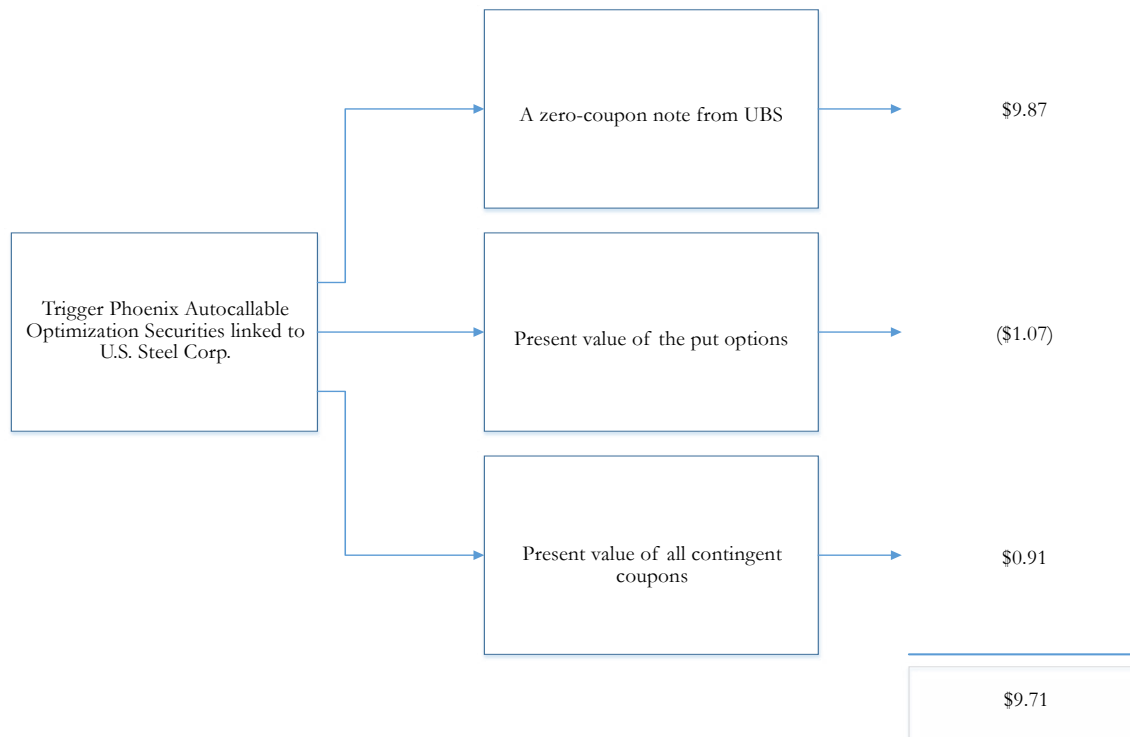 A zero-coupon note from UBS
$9.87
Trigger Phoenix Autocallable
Optimization Securities linked to
U.S. Steel Corp.
Present value of the put options
($1.07)
Present value of all contingent
coupons
$0.91
$9.71